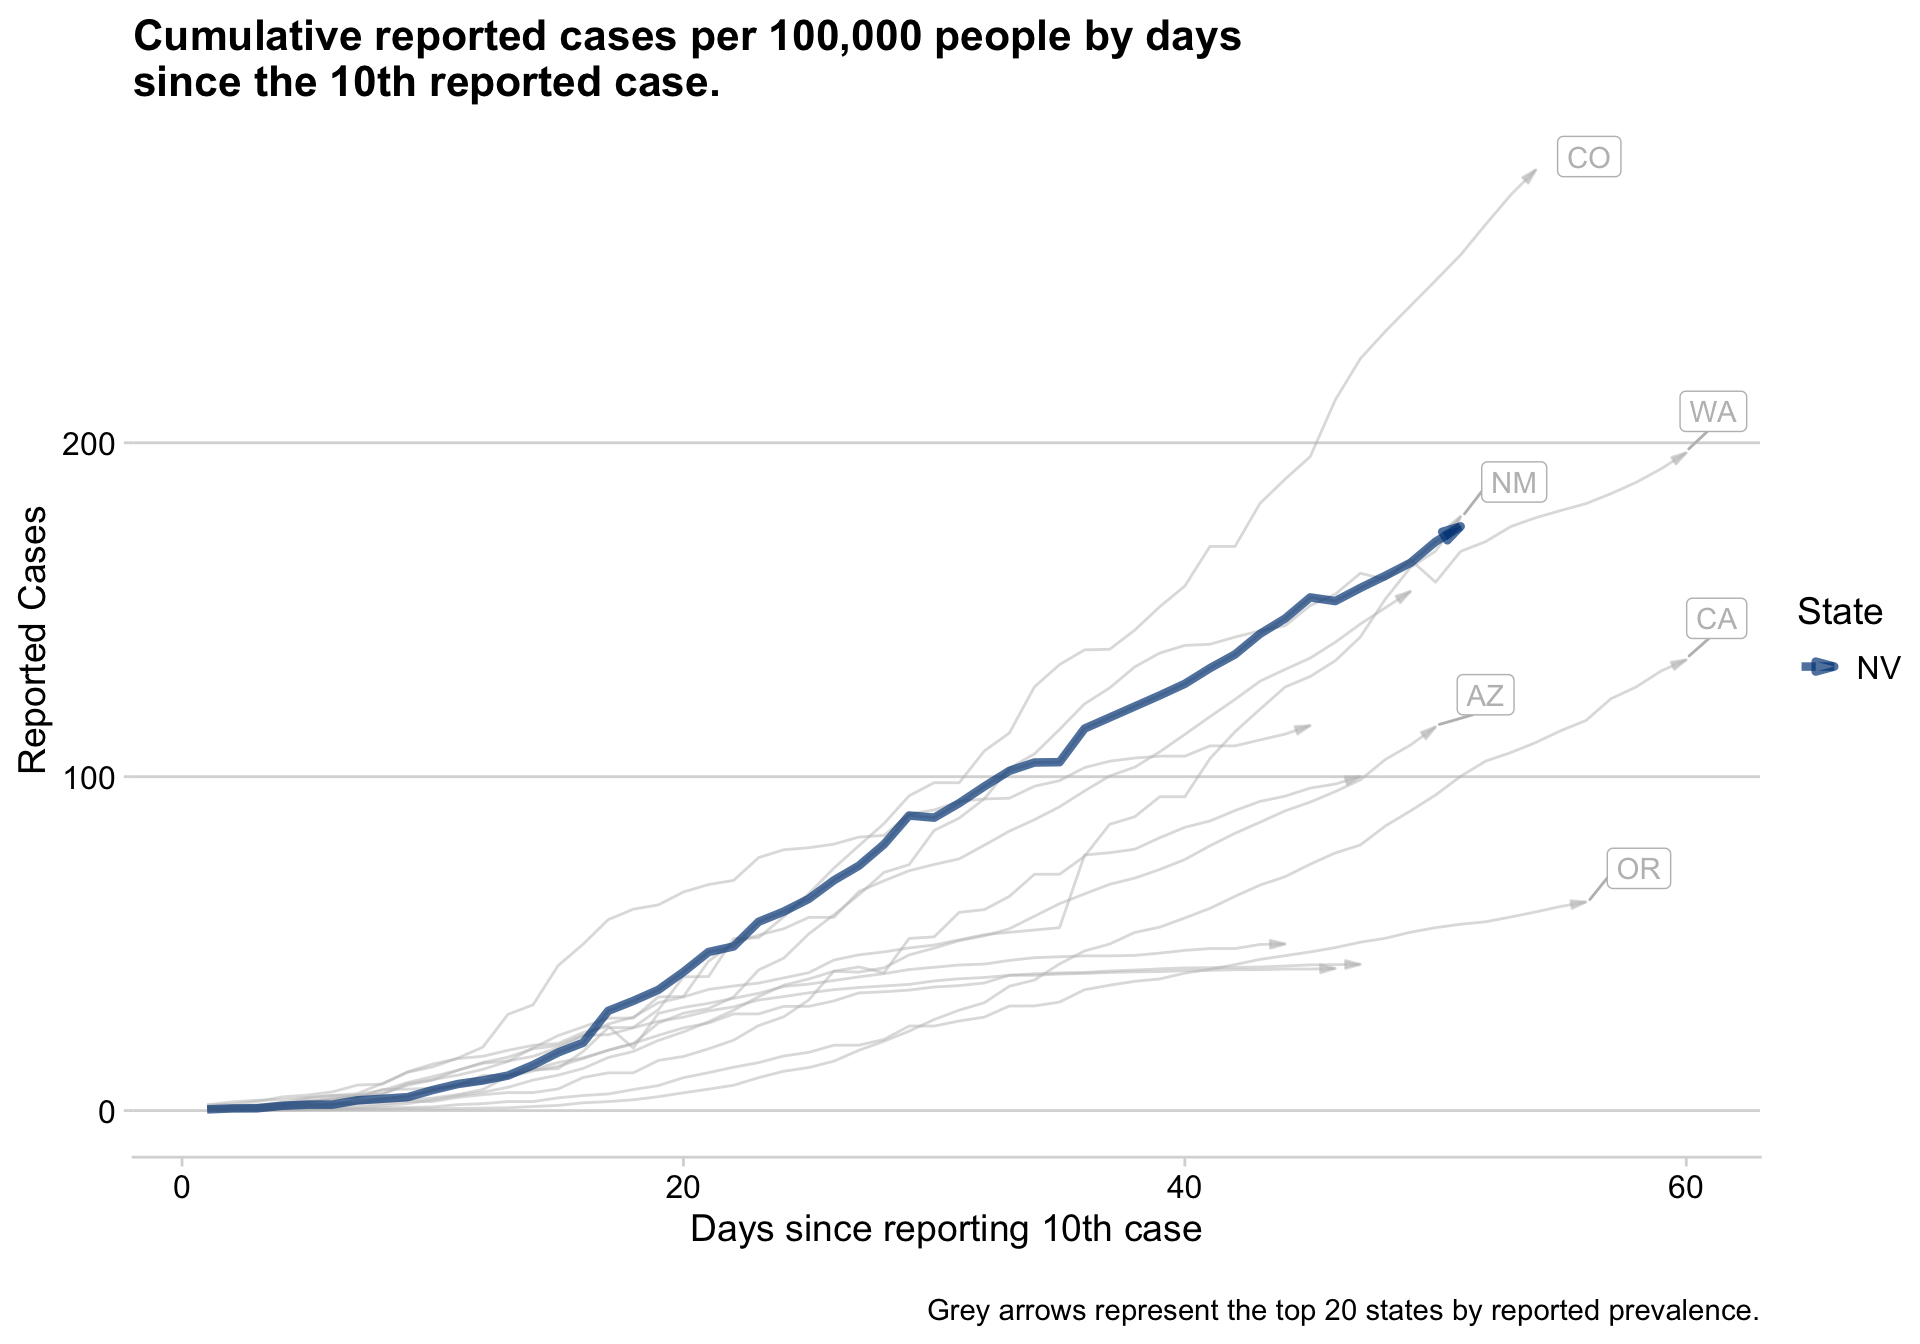 Cumulative reported cases per 100,000 people by days
since the 10th reported case.
CO
WA
200
NM
Reported Cases
State
CA
NV
AZ
100
OR
0
0 20 40 60
Days since reporting 10th case
Grey arrows represent the top 20 states by reported prevalence.